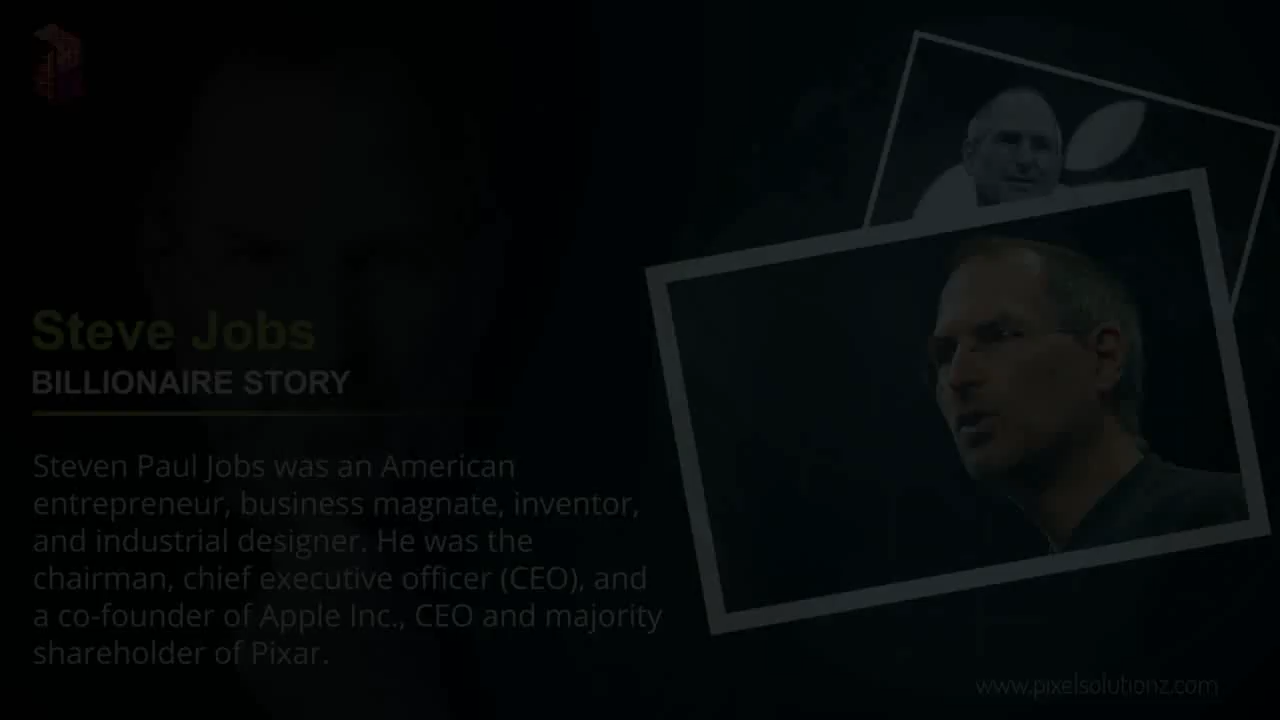 Steve Jobs
BILLIONAIRE STORY
Steven Paul Jobs was an American
entrepreneur, business magnate, inventor,
and industrial designer. He was the
chairman, chief executive officer (CEO), and
a co-founder of Apple Inc., CEO and majority
shareholder of Pixar.
www.pixelsolutionz.com